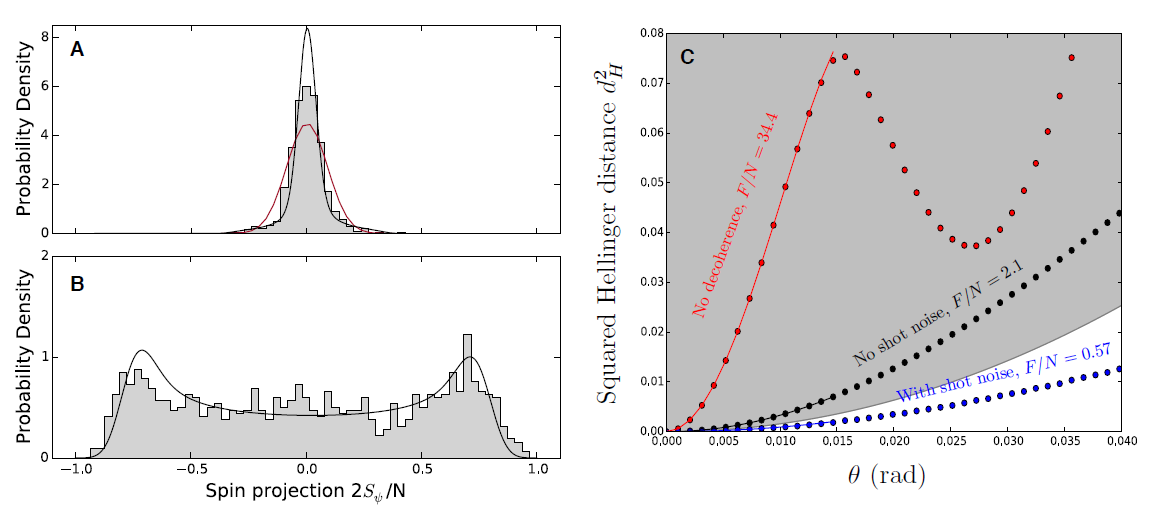 A
Probability Density
8
6
4
2
0
B
Probability Density
2
1
0
−1.0 −0.5 0.0 0.5 1.0
Spin projection 2Sψ/N
C
Squared Hellinger distance d²H
0,08
0,07
0,06
0,05
0,04
0,03
0,02
0,01
0,00
0,000 0,005 0,010 0,015 0,020 0,025 0,030 0,035 0,040
θ (rad)
No decoherence, F/N = 34.4
No shot noise, F/N = 2.1
With shot noise, F/N = 0.57